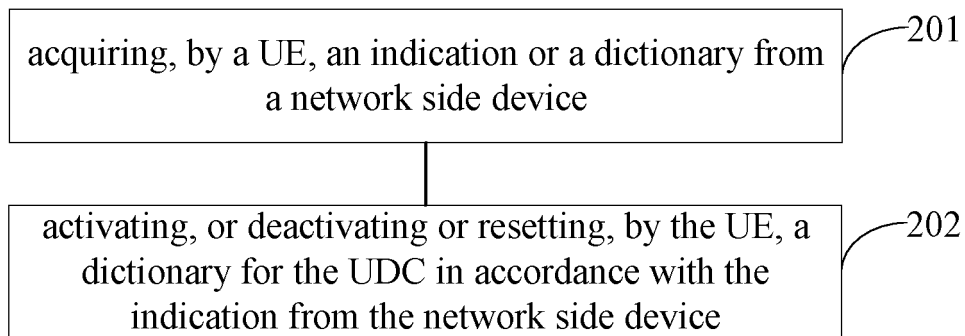 acquiring, by a UE, an indication or a dictionary from
a network side device
201
activating, or deactivating or resetting, by the UE, a
dictionary for the UDC in accordance with the
indication from the network side device
202